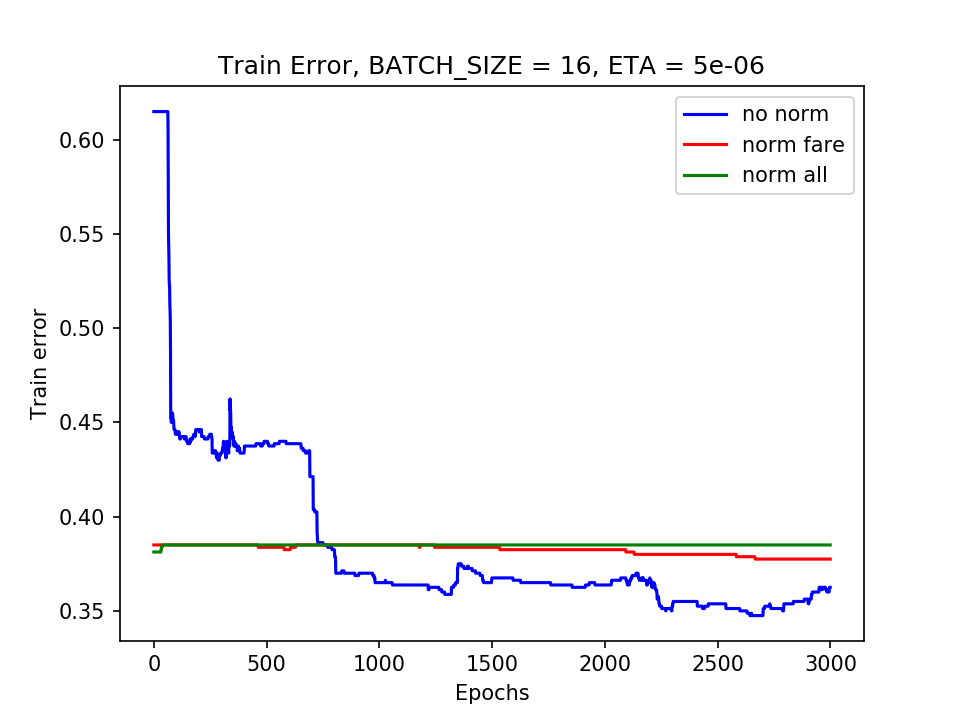 Train Error, BATCH_SIZE = 16, ETA = 5e-06
no norm
norm fare
norm all
Train error
0.60
0.55
0.50
0.45
0.40
0.35
0 500 1000 1500 2000 2500 3000
Epochs